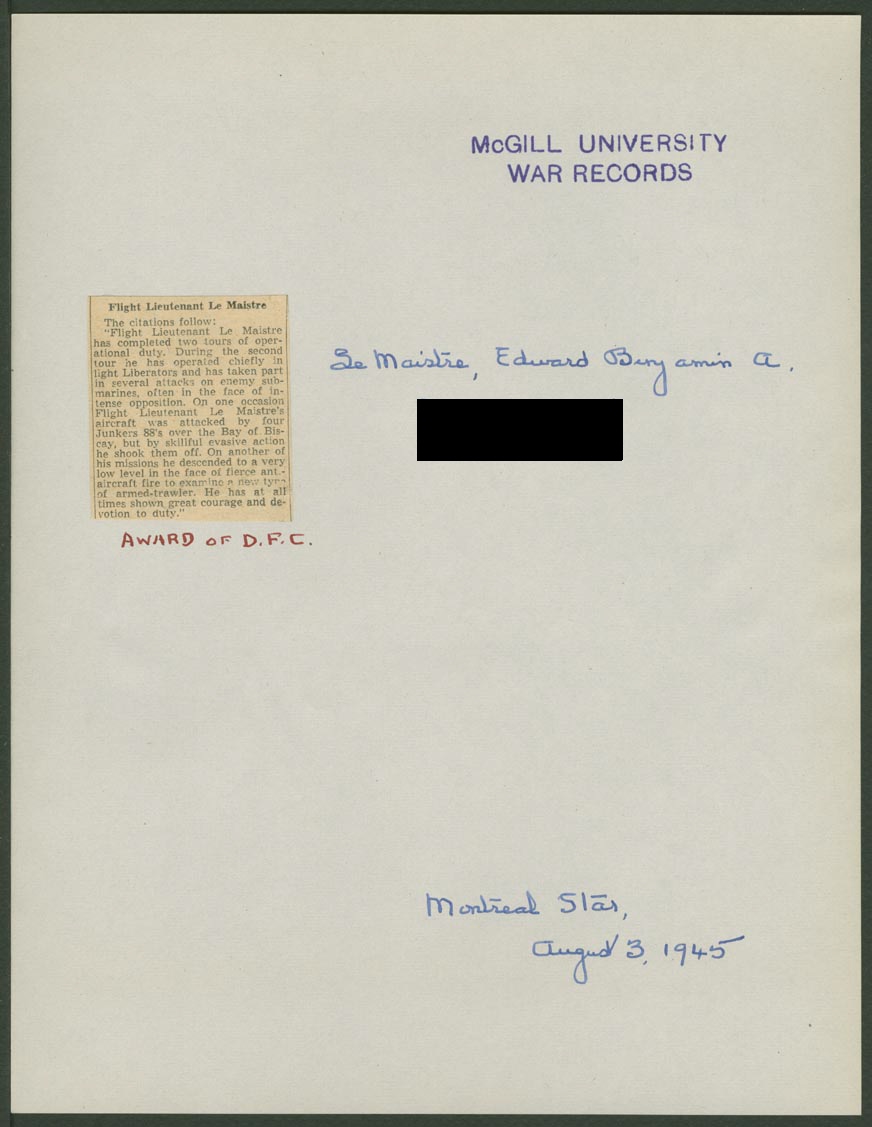 McGILL UNIVERSITY
WAR RECORDS
Flight Lieutenant Le Maistre
The citations follow:
"Flight Lieutenant Le Maistre
has completed two tours of oper-
ational duty. During the second
tour he has operated chiefly in
light Liberators and has taken part
in several attacks on enemy sub-
marines, often in the face of in-
tense opposition. On one occasion
Flight Lieutenant Le Maistre's
aircraft was attacked by four
Junkers 88's over the Bay of Bis-
cay, but by skillful evasive action
he shook them off. On another of
his missions he descended to a very
low level in the face of fierce ant.-
aircraft fire to examine a new type
of armed-trawler. He has at all
times shown great courage and de-
votion to duty."
AWARD OF D.F.C.
Le Maistre, Edward Benjamin A.
Montreal Star,
August 3, 1945